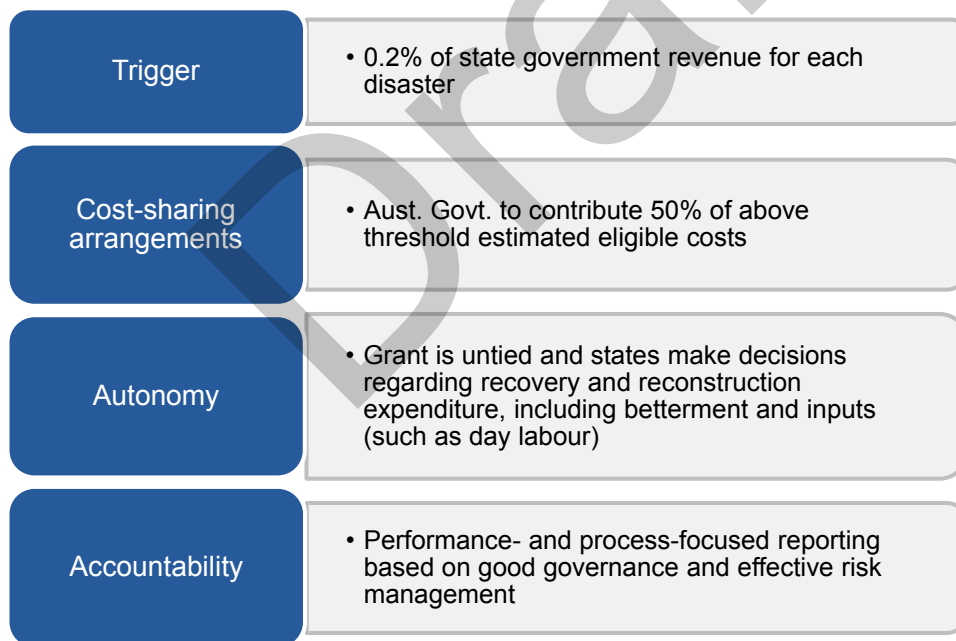 Trigger
• 0.2% of state government revenue for each
disaster
Cost-sharing
arrangements
• Aust. Govt. to contribute 50% of above
threshold estimated eligible costs
Autonomy
• Grant is untied and states make decisions
regarding recovery and reconstruction
expenditure, including betterment and inputs
(such as day labour)
Accountability
• Performance- and process-focused reporting
based on good governance and effective risk
management